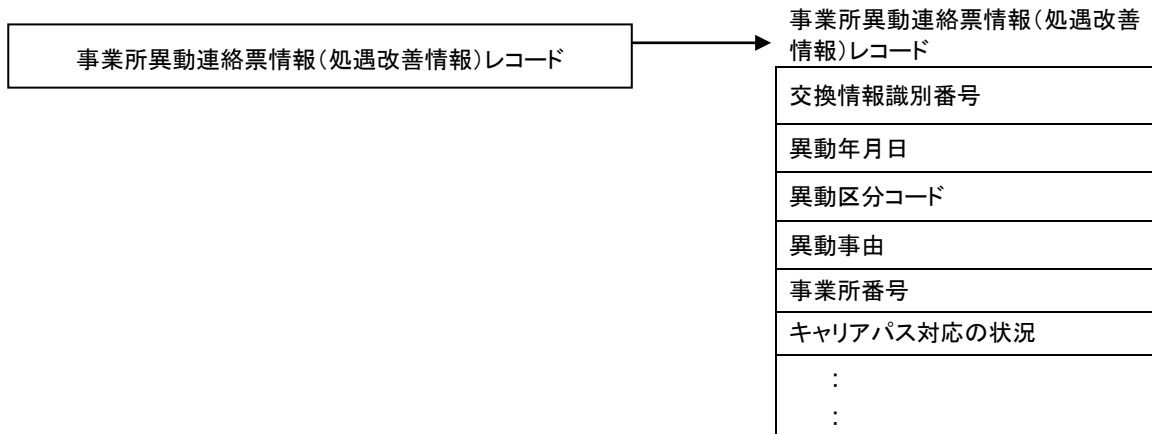 事業所異動連絡票情報（処遇改善情報）レコード
事業所異動連絡票情報（処遇改善
情報）レコード
交換情報識別番号
異動年月日
異動区分コード
異動事由
事業所番号
キャリアパス対応の状況
：
：